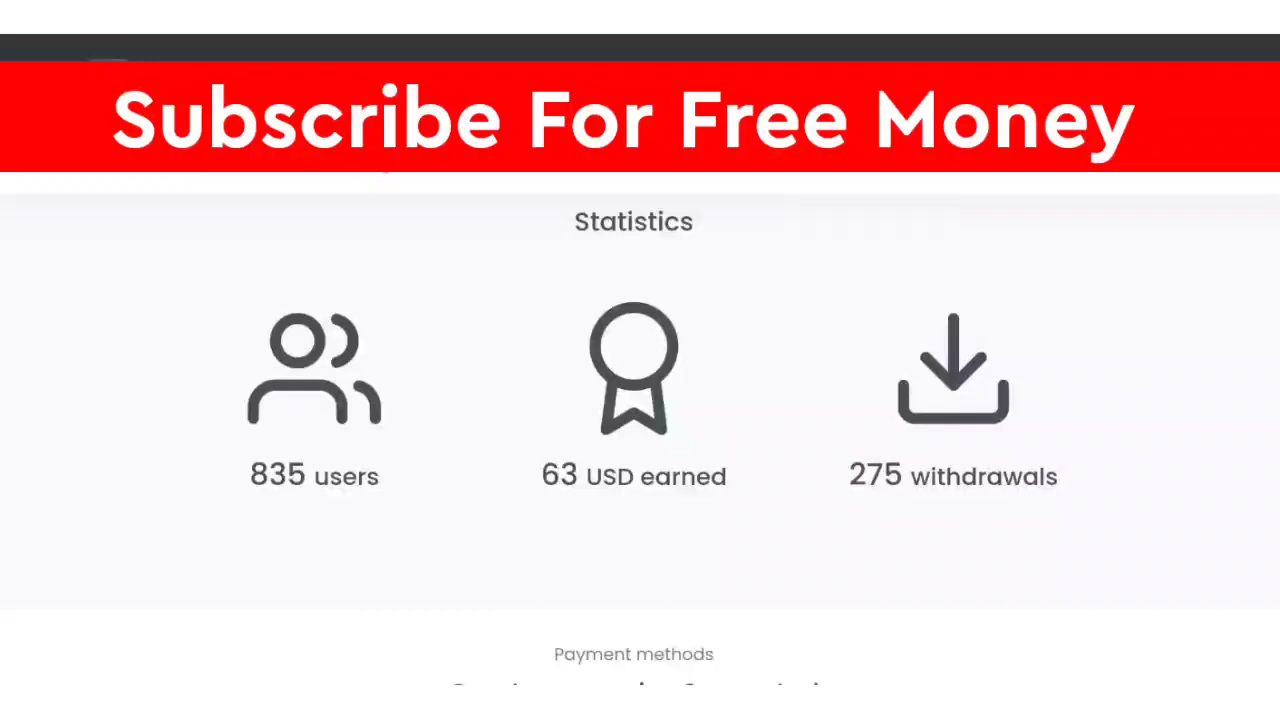 Subscribe For Free Money
Statistics
835 users
63 USD earned
275 withdrawals
Payment methods